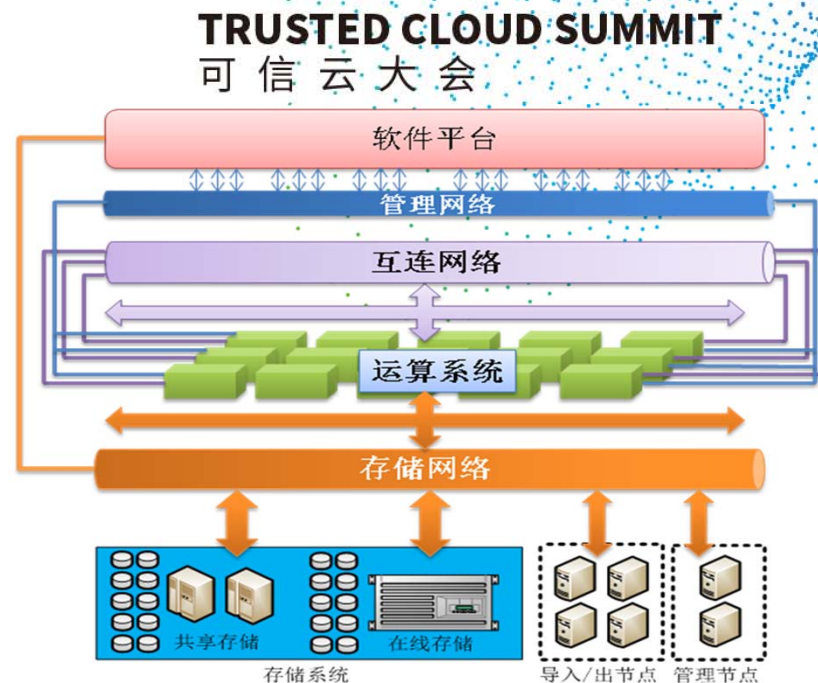 TRUSTED CLOUD SUMMIT
可信云大会
软件平台
管理网络
互连网络
运算系统
存储网络
共享存储
在线存储
存储系统
导入/出节点
管理节点